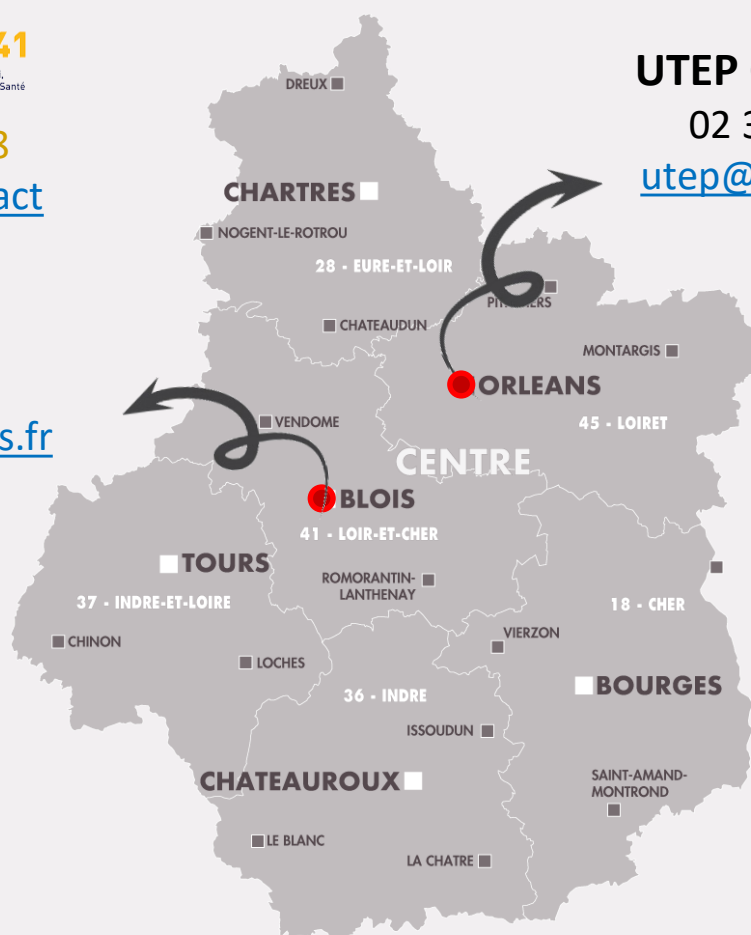 41
Santé
8
act
s.fr
UTEP
02 3
utep@
DREUX
CHARTRES
NOGENT-LE-ROTROU
28 - EURE-ET-LOIR
CHATEAUDUN
MONTARGIS
ORLEANS
45 - LOIRET
VENDOME
CENTRE
BLOIS
41 - LOIR-ET-CHER
TOURS
37 - INDRE-ET-LOIRE
ROMORANTIN-
LANTHENAY
18 - CHER
CHINON
VIERZON
LOCHES
BOURGES
36 - INDRE
ISSOUDUN
CHATEAUROUX
SAINT-AMAND-
MONTROND
LE BLANC
LA CHATRE